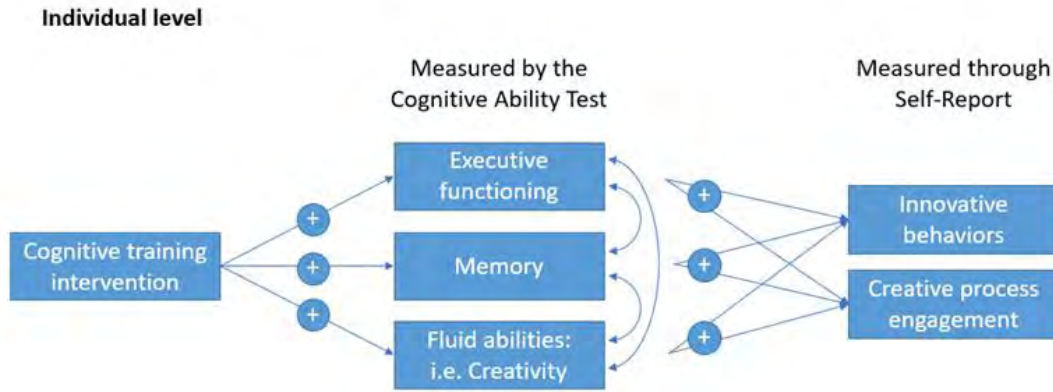 Individual level
Measured by the
Cognitive Ability Test
Measured through
Self-Report
Executive
functioning
+
+
Innovative
behaviors
Cognitive training
intervention
+
Memory
+
Creative process
engagement
+
Fluid abilities:
i.e. Creativity
+